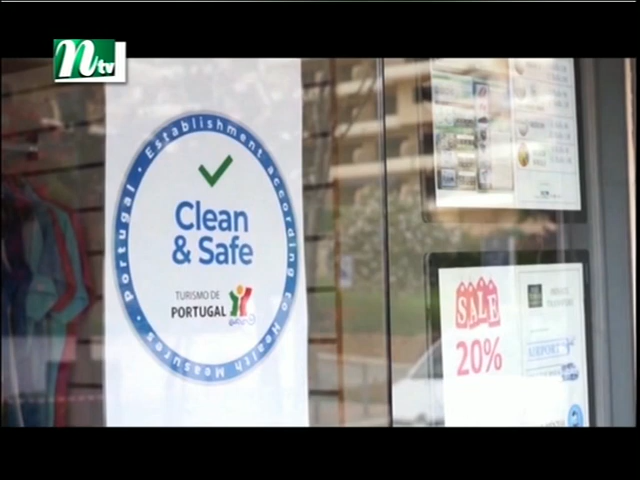 ntv
Portugal · Establishment according to Health Measures ·
Clean
& Safe
TURISMO DE
PORTUGAL
SALE
20%
AIRPORT